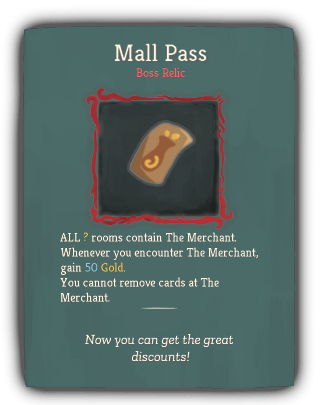 Mall Pass
Boss Relic
ALL ? rooms contain The Merchant.
Whenever you encounter The Merchant,
gain 50 Gold.
You cannot remove cards at The
Merchant.
Now you can get the great
discounts!